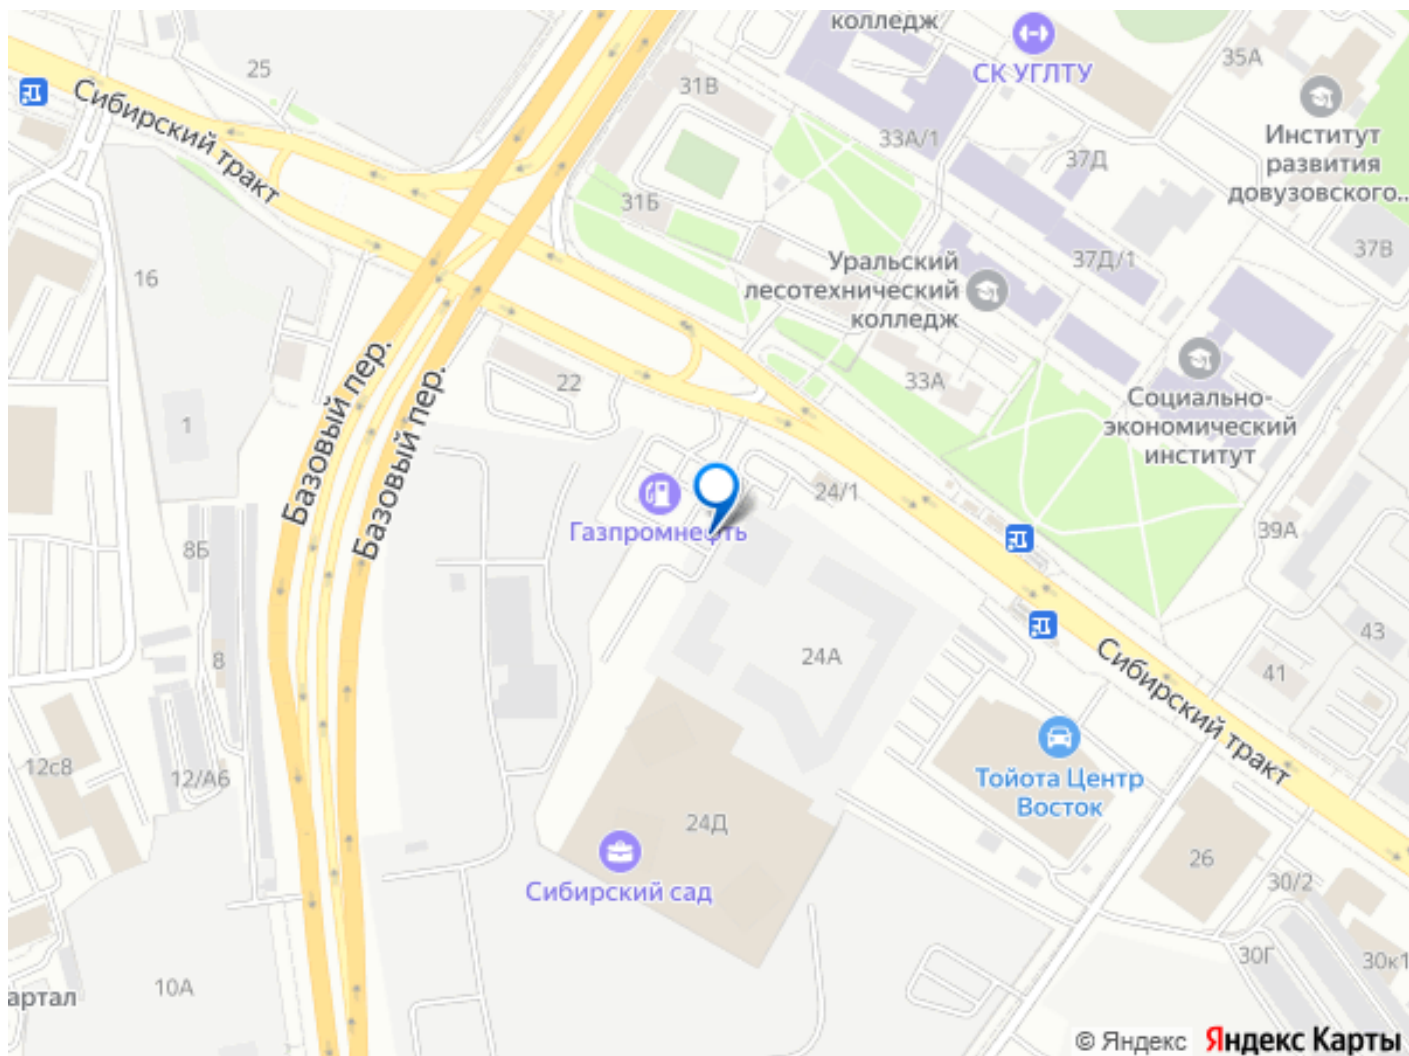 колледж
СК УГЛТУ
35А
25
31В
Институт
развития
довузовского...
Сибирский тракт
33А/1
37Д
31Б
37В
16
Уральский
лесотехнический
колледж
37Д/1
Базовый пер.
Базовый пер.
22
33А
Социально-
экономический
институт
1
24/1
Газпромнефть
39А
8Б
43
8
24А
41
Сибирский тракт
12с8
12/А6
Тойота Центр
Восток
24Д
26
Сибирский сад
30/2
30Г
30к1
10А
артал
© Яндекс
Яндекс Карты